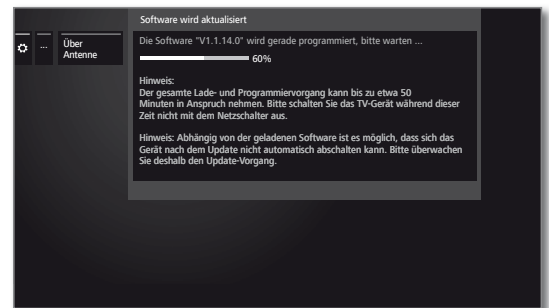 Software wird aktualisiert
...
Über
Antenne
Die Software "V1.1.14.0" wird gerade programmiert, bitte warten ...
60%
Hinweis:
Der gesamte Lade- und Programmiervorgang kann bis zu etwa 50
Minuten in Anspruch nehmen. Bitte schalten Sie das TV-Gerät während dieser
Zeit nicht mit dem Netzschalter aus.
Hinweis: Abhängig von der geladenen Software ist es möglich, dass sich das
Gerät nach dem Update nicht automatisch abschalten kann. Bitte überwachen
Sie deshalb den Update-Vorgang.